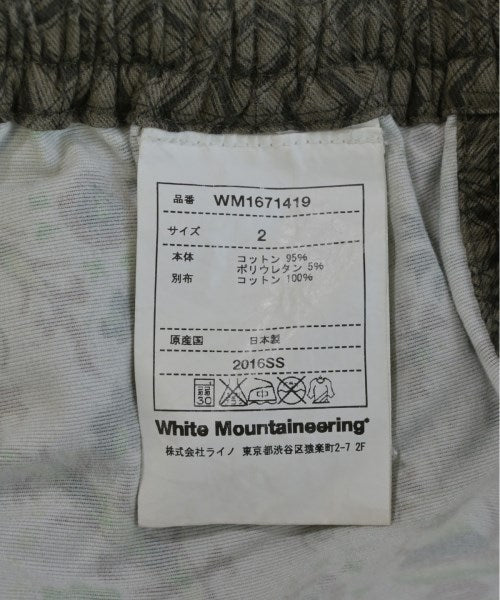 品番 WM1671419
サイズ 2
本体 コットン 95%
ポリウレタン 5%
別布 コットン 100%
原産国 日本製
2016SS
30
White Mountaineering*
株式会社ライノ 東京都渋谷区猿楽町2-7 2F